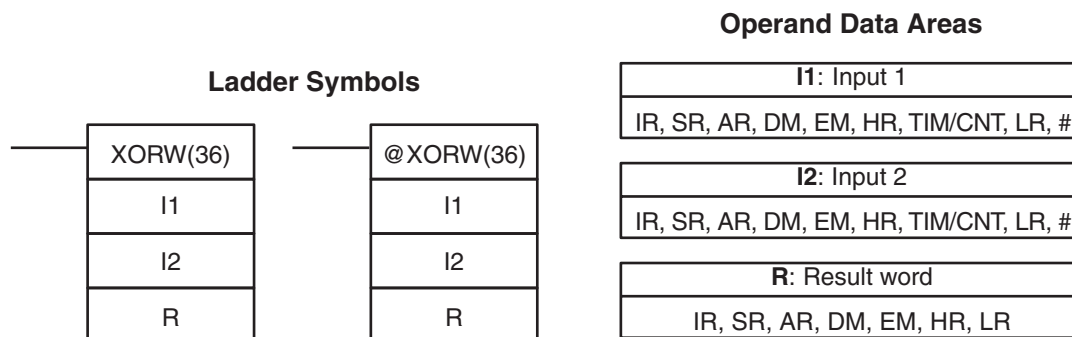 Ladder Symbols
XORW(36)
I1
I2
R
@XORW(36)
I1
I2
R
Operand Data Areas
I1: Input 1
IR, SR, AR, DM, EM, HR, TIM/CNT, LR, #
I2: Input 2
IR, SR, AR, DM, EM, HR, TIM/CNT, LR, #
R: Result word
IR, SR, AR, DM, EM, HR, LR